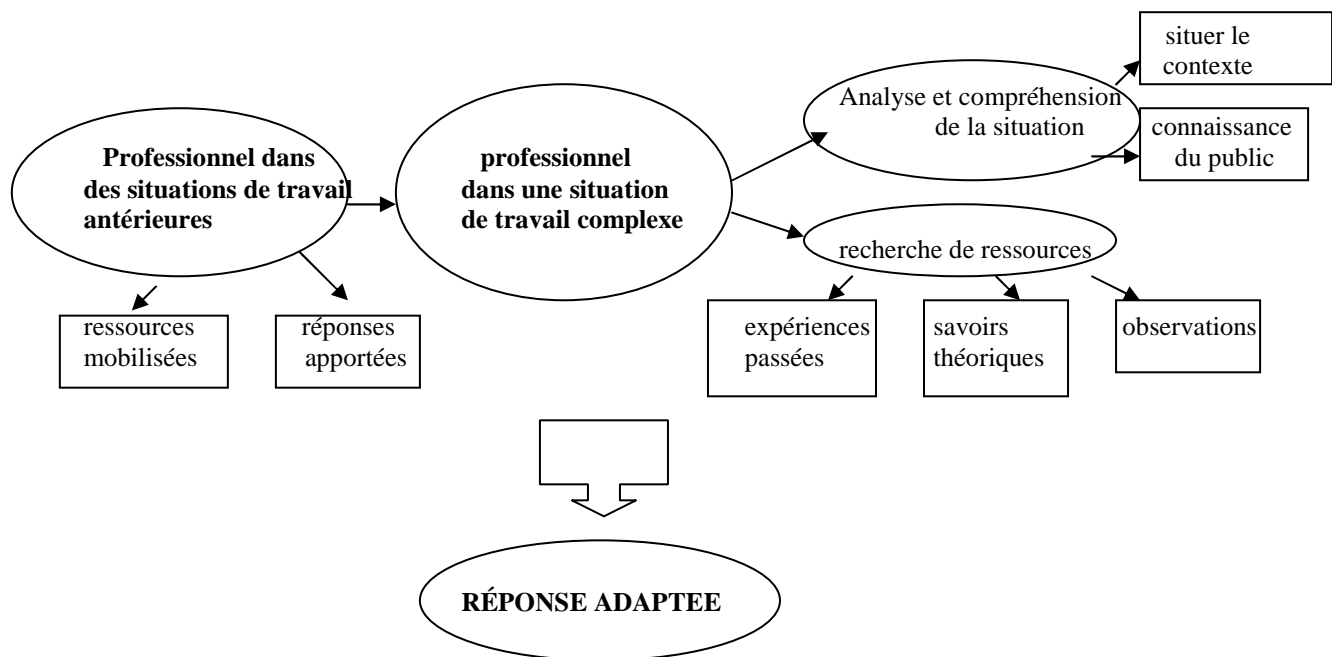 Professionnel dans
des situations de travail
antérieures
ressources
mobilisées
réponses
apportées
professionnel
dans une situation
de travail complexe
Analyse et compréhension
de la situation
situer le
contexte
connaissance
du public
recherche de ressources
expériences
passées
savoirs
théoriques
observations
RÉPONSE ADAPTEE